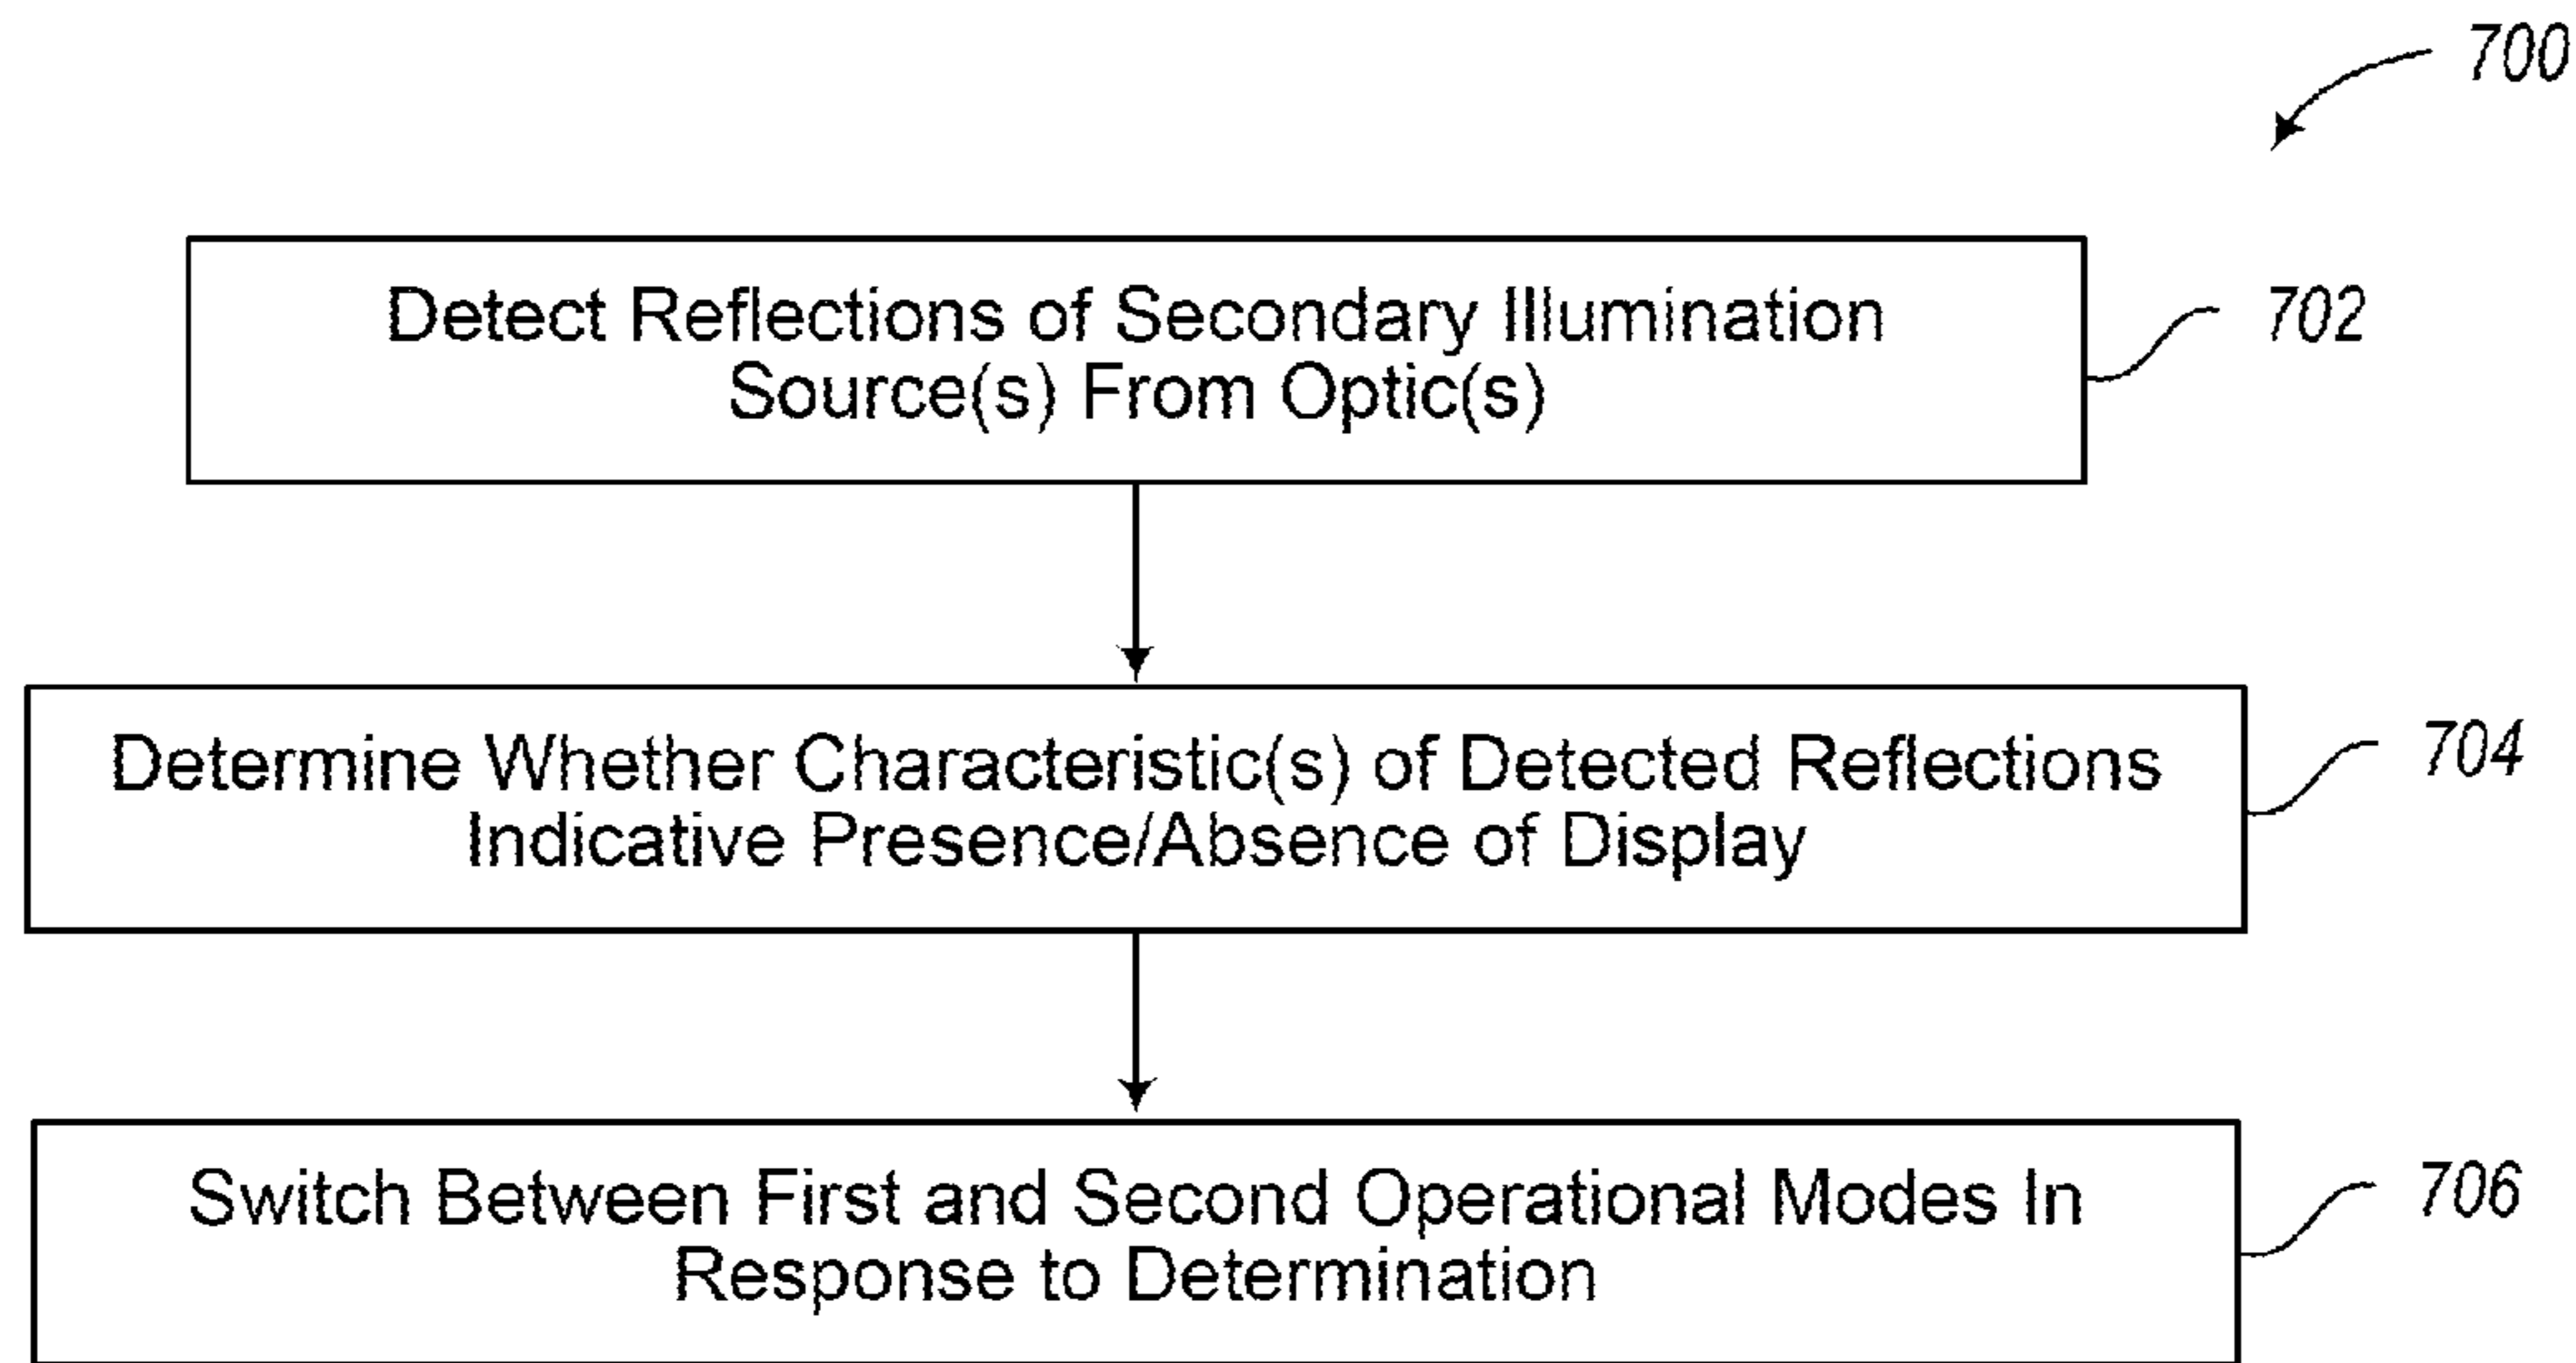 700
Detect Reflections of Secondary Illumination
Source(s) From Optic(s)
702
Determine Whether Characteristic(s) of Detected Reflections
Indicative Presence/Absence of Display
704
Switch Between First and Second Operational Modes In
Response to Determination
706